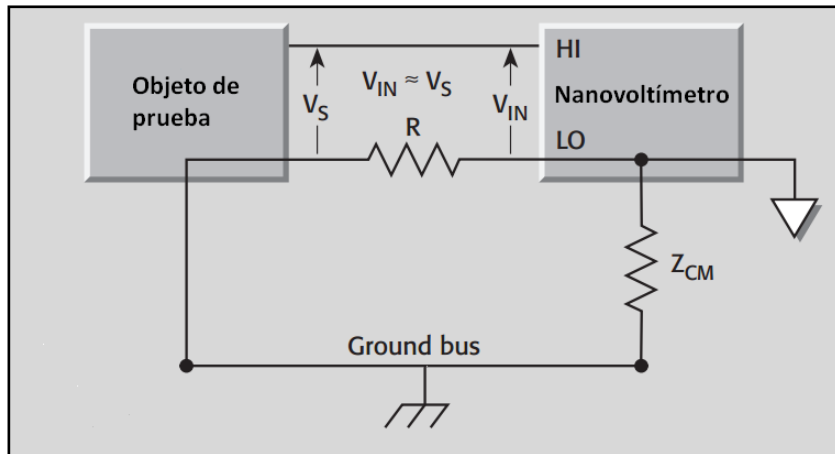 Objeto de
prueba
V_S
V_IN ≈ V_S
R
V_IN
HI
Nanovoltímetro
LO
Z_CM
Ground bus